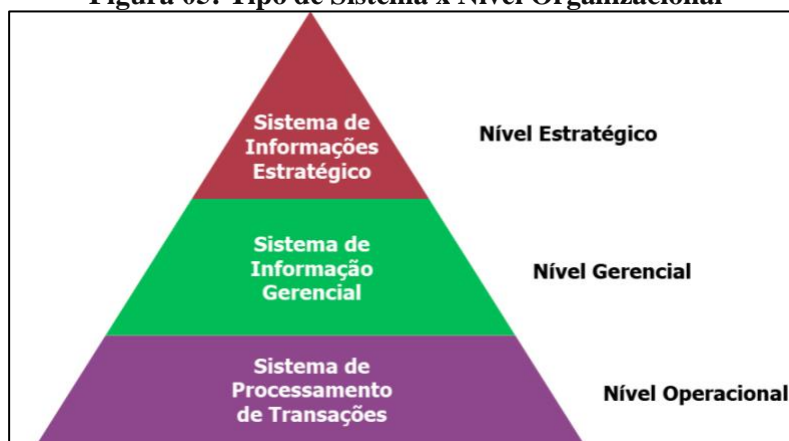 Figura 05: Tipo de Sistema x Nível Organizacional
Sistema de
Informações
Estratégico
Nível Estratégico
Sistema de
Informação
Gerencial
Nível Gerencial
Sistema de
Processamento
de Transações
Nível Operacional